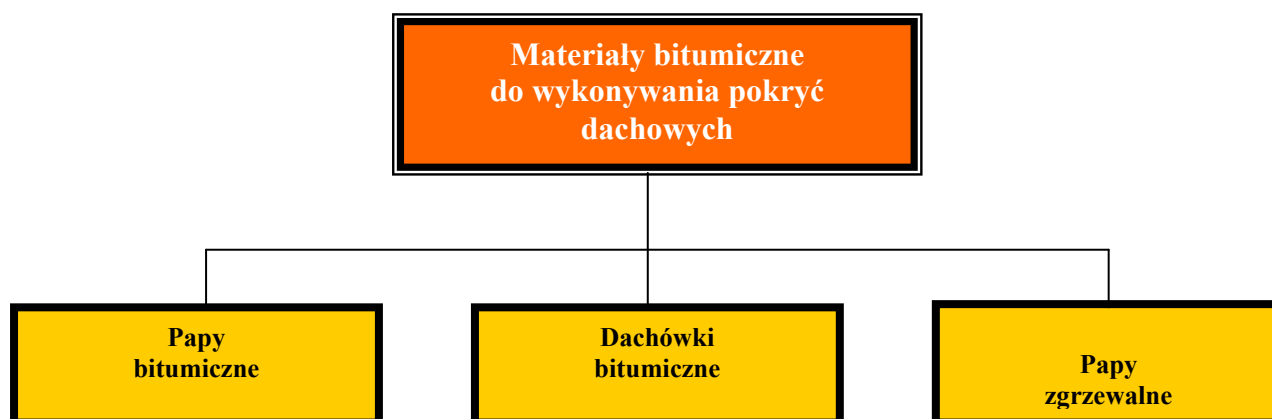 Materiały bitumiczne
do wykonywania pokryć
dachowych
Papy
bitumiczne
Dachówki
bitumiczne
Papy
zgrzewalne